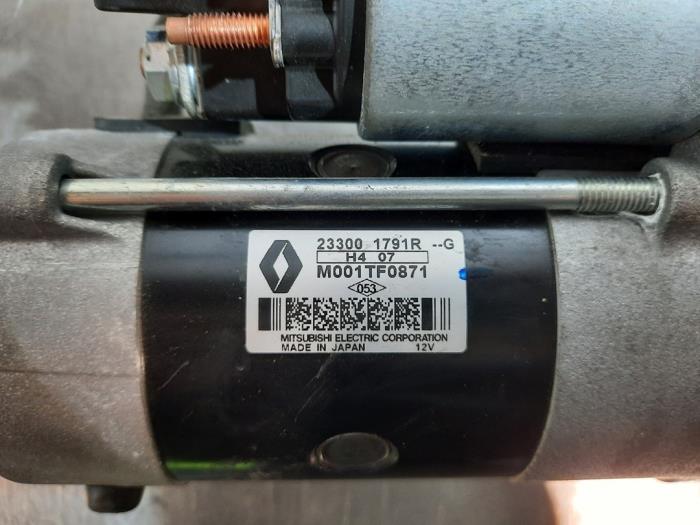 23300 1791R --G
H4 07
M001TF0871
053
MITSUBISHI ELECTRIC CORPORATION
MADE IN JAPAN 12V